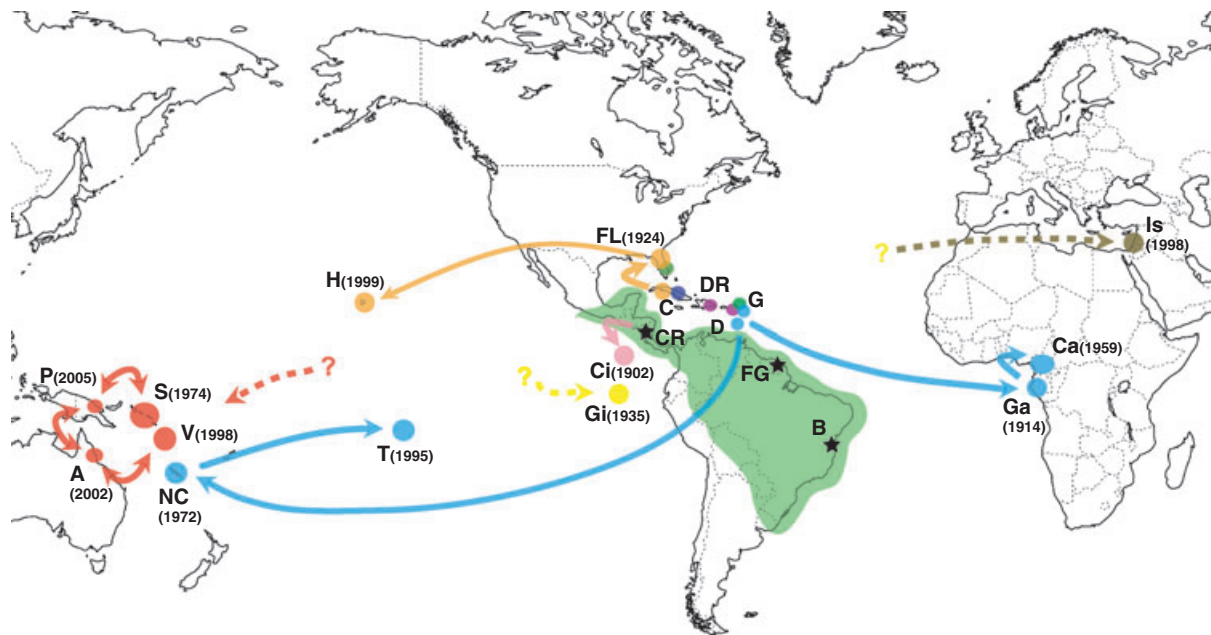 FL(1924)
Is
(1998)
?
H(1999)
DR
G
C
D
CR
Ca(1959)
P(2005)
S(1974)
?
Ci(1902)
?
FG
Gi(1935)
Ga
(1914)
V(1998)
T(1995)
B
A
(2002)
NC
(1972)